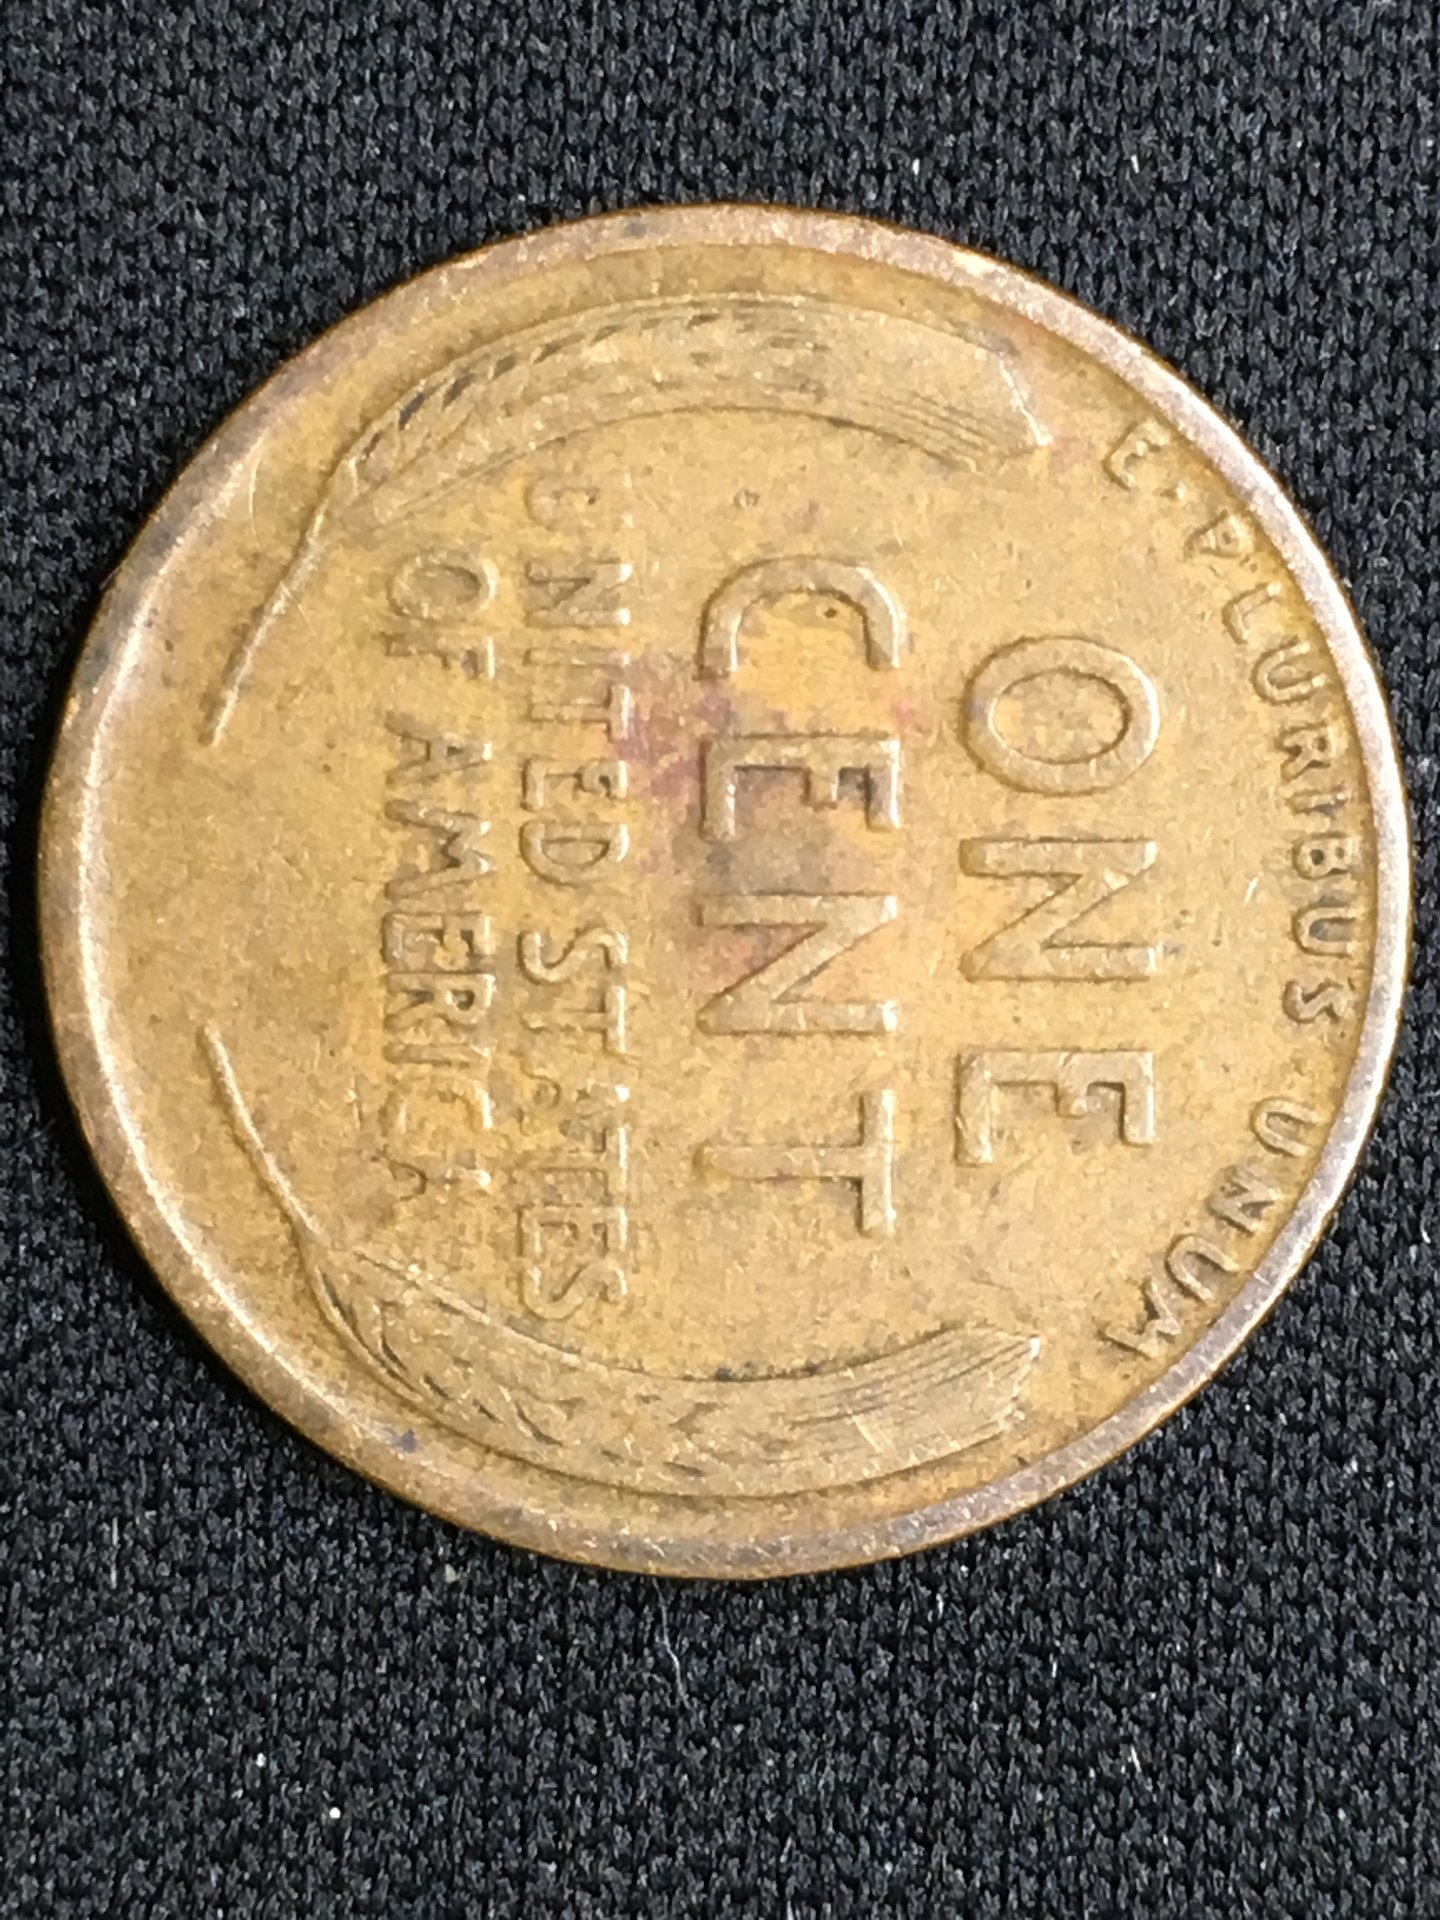 E·PLURIBUS·UNUM
ONE
CENT
UNITED STATES
OF AMERICA